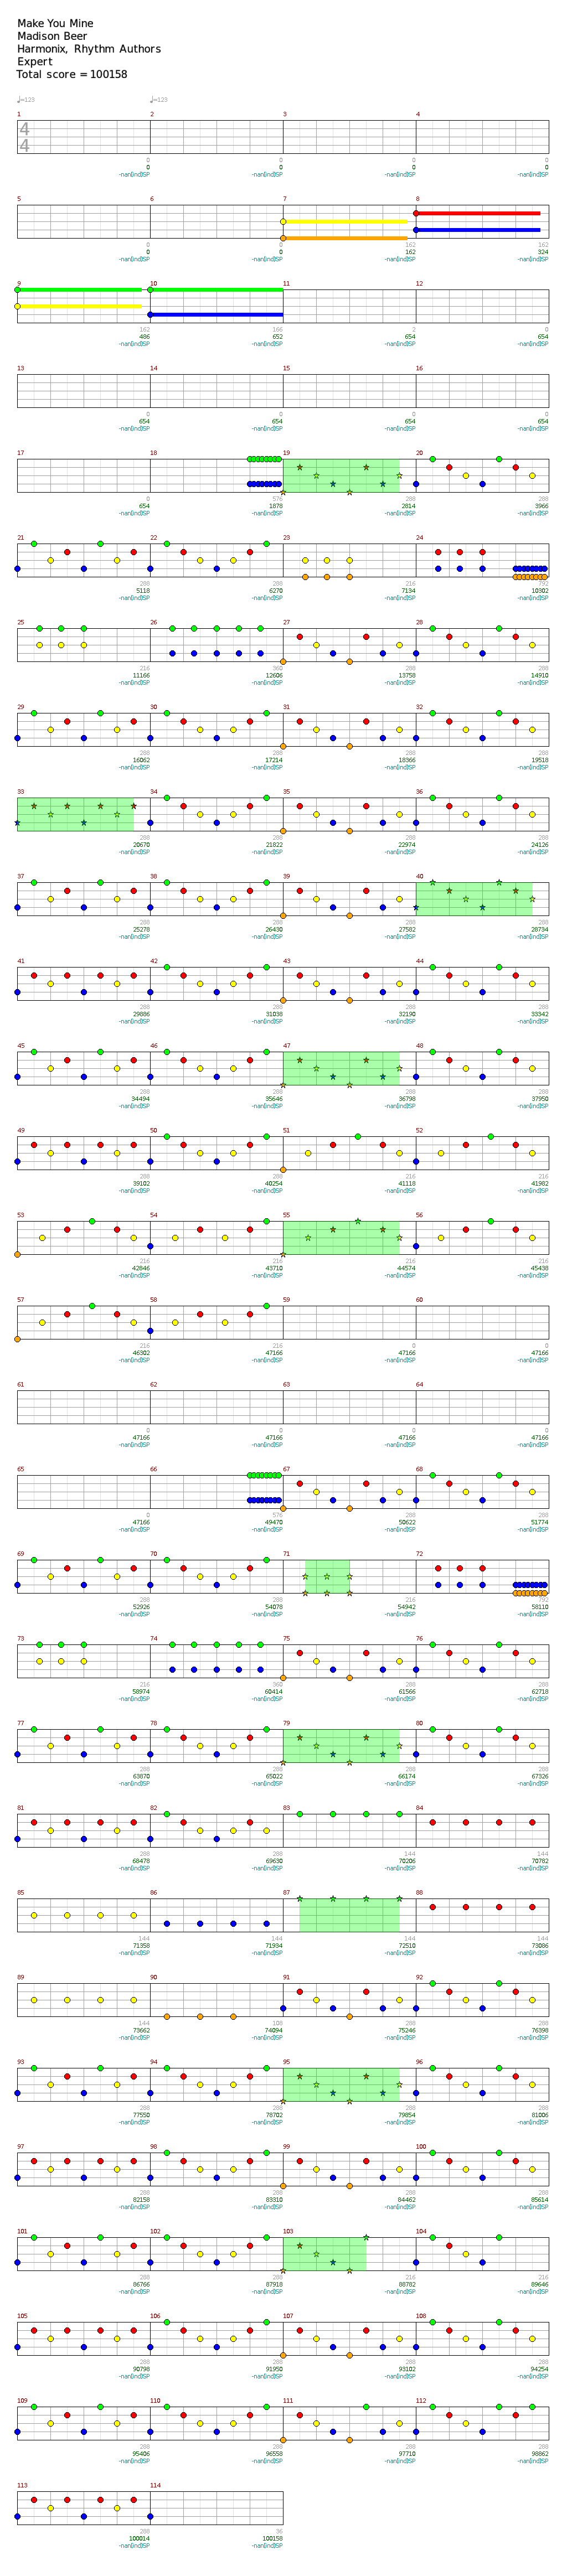 Make You Mine
Madison Beer
Harmonix, Rhythm Authors
Expert
Total score = 100158
♩=123 ♩=123
1 2 3 4
4
4
0 0 0 0
0 0 0 0
-nan(ind)SP -nan(ind)SP -nan(ind)SP -nan(ind)SP
5 6 7 8
0 0 162 162
0 0 162 324
-nan(ind)SP -nan(ind)SP -nan(ind)SP -nan(ind)SP
9 10 11 12
162 166 2 0
486 652 654 654
-nan(ind)SP -nan(ind)SP -nan(ind)SP -nan(ind)SP
13 14 15 16
0 0 0 0
654 654 654 654
-nan(ind)SP -nan(ind)SP -nan(ind)SP -nan(ind)SP
17 18 19 20
0 576 288 288
654 1878 2814 3966
-nan(ind)SP -nan(ind)SP -nan(ind)SP -nan(ind)SP
21 22 23 24
288 288 216 792
5118 6270 7134 10302
-nan(ind)SP -nan(ind)SP -nan(ind)SP -nan(ind)SP
25 26 27 28
216 360 288 288
11166 12606 13758 14910
-nan(ind)SP -nan(ind)SP -nan(ind)SP -nan(ind)SP
29 30 31 32
288 288 288 288
16062 17214 18366 19518
-nan(ind)SP -nan(ind)SP -nan(ind)SP -nan(ind)SP
33 34 35 36
288 288 288 288
20670 21822 22974 24126
-nan(ind)SP -nan(ind)SP -nan(ind)SP -nan(ind)SP
37 38 39 40
288 288 288 288
25278 26430 27582 28734
-nan(ind)SP -nan(ind)SP -nan(ind)SP -nan(ind)SP
41 42 43 44
288 288 288 288
29886 31038 32190 33342
-nan(ind)SP -nan(ind)SP -nan(ind)SP -nan(ind)SP
45 46 47 48
288 288 288 288
34494 35646 36798 37950
-nan(ind)SP -nan(ind)SP -nan(ind)SP -nan(ind)SP
49 50 51 52
288 288 216 216
39102 40254 41118 41982
-nan(ind)SP -nan(ind)SP -nan(ind)SP -nan(ind)SP
53 54 55 56
216 216 216 216
42846 43710 44574 45438
-nan(ind)SP -nan(ind)SP -nan(ind)SP -nan(ind)SP
57 58 59 60
216 216 0 0
46302 47166 47166 47166
-nan(ind)SP -nan(ind)SP -nan(ind)SP -nan(ind)SP
61 62 63 64
0 0 0 0
47166 47166 47166 47166
-nan(ind)SP -nan(ind)SP -nan(ind)SP -nan(ind)SP
65 66 67 68
0 576 288 288
47166 49470 50622 51774
-nan(ind)SP -nan(ind)SP -nan(ind)SP -nan(ind)SP
69 70 71 72
288 288 216 792
52926 54078 54942 58110
-nan(ind)SP -nan(ind)SP -nan(ind)SP -nan(ind)SP
73 74 75 76
216 360 288 288
58974 60414 61566 62718
-nan(ind)SP -nan(ind)SP -nan(ind)SP -nan(ind)SP
77 78 79 80
288 288 288 288
63870 65022 66174 67326
-nan(ind)SP -nan(ind)SP -nan(ind)SP -nan(ind)SP
81 82 83 84
288 288 144 144
68478 69630 70206 70782
-nan(ind)SP -nan(ind)SP -nan(ind)SP -nan(ind)SP
85 86 87 88
144 144 144 144
71358 71934 72510 73086
-nan(ind)SP -nan(ind)SP -nan(ind)SP -nan(ind)SP
89 90 91 92
144 108 288 288
73662 74094 75246 76398
-nan(ind)SP -nan(ind)SP -nan(ind)SP -nan(ind)SP
93 94 95 96
288 288 288 288
77550 78702 79854 81006
-nan(ind)SP -nan(ind)SP -nan(ind)SP -nan(ind)SP
97 98 99 100
288 288 288 288
82158 83310 84462 85614
-nan(ind)SP -nan(ind)SP -nan(ind)SP -nan(ind)SP
101 102 103 104
288 288 216 216
86766 87918 88782 89646
-nan(ind)SP -nan(ind)SP -nan(ind)SP -nan(ind)SP
105 106 107 108
288 288 288 288
90798 91950 93102 94254
-nan(ind)SP -nan(ind)SP -nan(ind)SP -nan(ind)SP
109 110 111 112
288 288 288 288
95406 96558 97710 98862
-nan(ind)SP -nan(ind)SP -nan(ind)SP -nan(ind)SP
113 114
288 36
100014 100158
-nan(ind)SP -nan(ind)SP